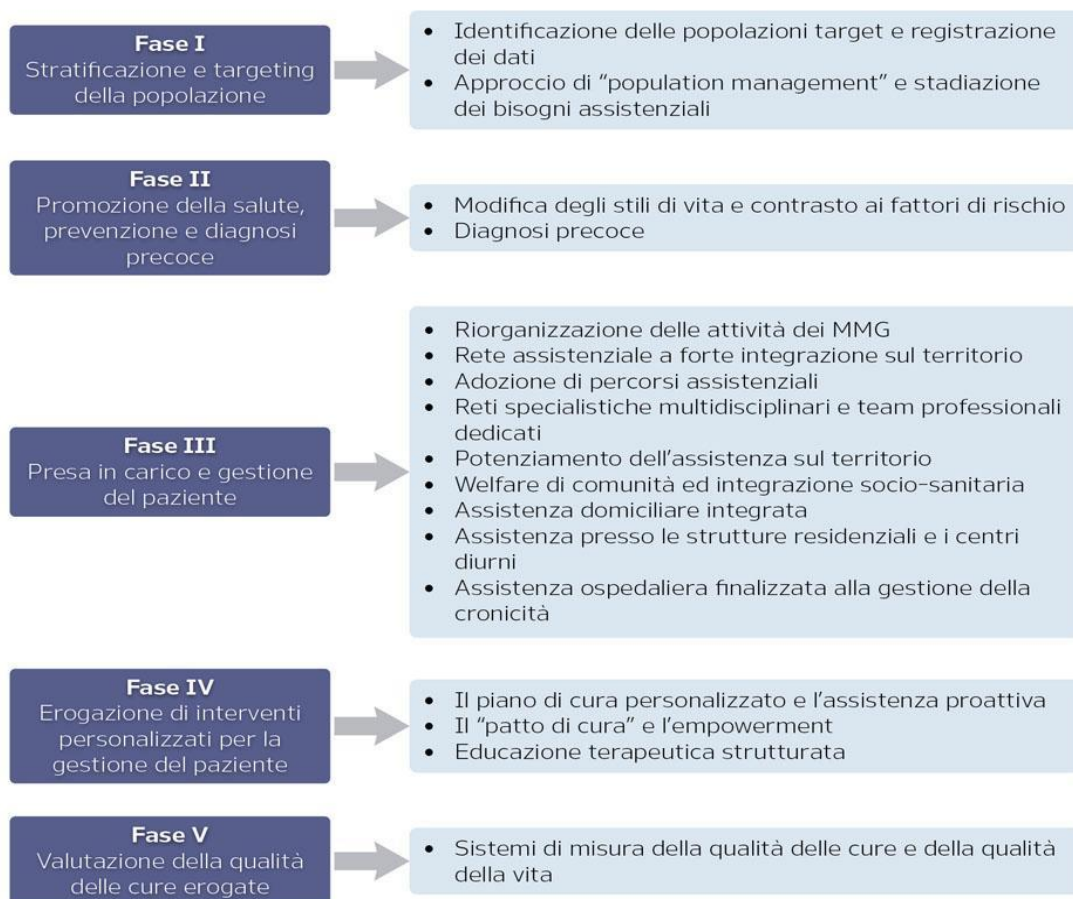 Fase I
Stratificazione e targeting
della popolazione
• Identificazione delle popolazioni target e registrazione
dei dati
• Approccio di “population management” e stadiazione
dei bisogni assistenziali
Fase II
Promozione della salute,
prevenzione e diagnosi
precoce
• Modifica degli stili di vita e contrasto ai fattori di rischio
• Diagnosi precoce
Fase III
Presa in carico e gestione
del paziente
• Riorganizzazione delle attività dei MMG
• Rete assistenziale a forte integrazione sul territorio
• Adozione di percorsi assistenziali
• Reti specialistiche multidisciplinari e team professionali
dedicati
• Potenziamento dell’assistenza sul territorio
• Welfare di comunità ed integrazione socio-sanitaria
• Assistenza domiciliare integrata
• Assistenza presso le strutture residenziali e i centri
diurni
• Assistenza ospedaliera finalizzata alla gestione della
cronicità
Fase IV
Erogazione di interventi
personalizzati per la
gestione del paziente
• Il piano di cura personalizzato e l’assistenza proattiva
• Il “patto di cura” e l’empowerment
• Educazione terapeutica strutturata
Fase V
Valutazione della qualità
delle cure erogate
• Sistemi di misura della qualità delle cure e della qualità
della vita